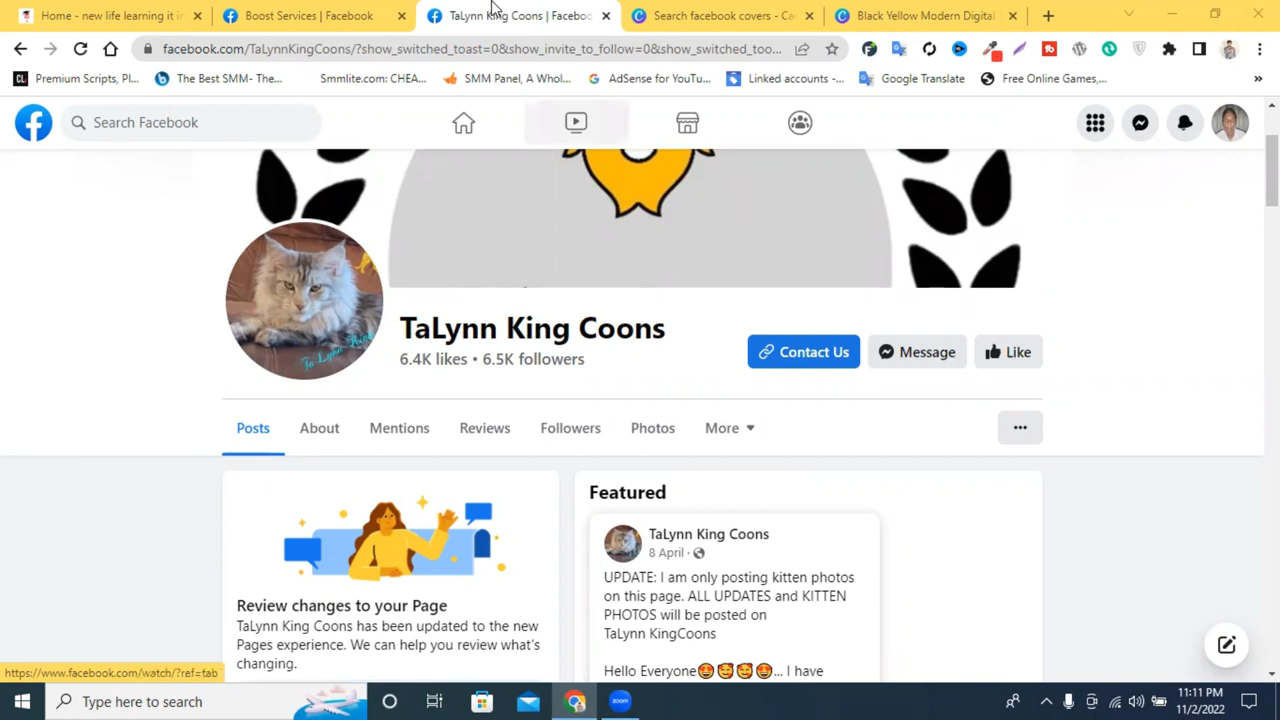 Home - new life learning it in
Boost Services | Facebook
TaLynn King Coons | Faceboo
Search facebook covers - Ca
Black Yellow Modern Digital
facebook.com/TaLynnKingCoons/?show_switched_toast=0&show_invite_to_follow=0&show_switched_too...
Premium Scripts, Pl...
The Best SMM- The...
Smmlite.com: CHEA...
SMM Panel, A Whol...
AdSense for YouTu...
Linked accounts -...
Google Translate
Free Online Games,...
Search Facebook
TaLynn King Coons
6.4K likes • 6.5K followers
Contact Us
Message
Like
Posts
About
Mentions
Reviews
Followers
Photos
More
Review changes to your Page
TaLynn King Coons has been updated to the new
Pages experience. We can help you review what's
changing.
Featured
TaLynn King Coons
8 April
UPDATE: I am only posting kitten photos
on this page. ALL UPDATES and KITTEN
PHOTOS will be posted on
TaLynn KingCoons
Hello Everyone😍🥰🥰😍... I have
https://www.facebook.com/watch/?ref=tab
Type here to search
zoom
11:11 PM
11/2/2022